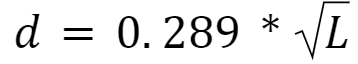 d = 0.289 * √L